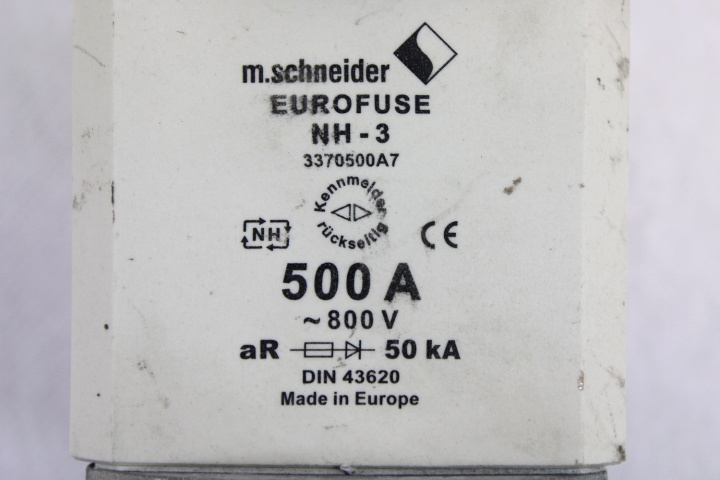 m.schneider
EUROFUSE
NH - 3
3370500A7
Kennmelder
rückseitig
NH
CE
500 A
~ 800 V
aR 50 kA
DIN 43620
Made in Europe